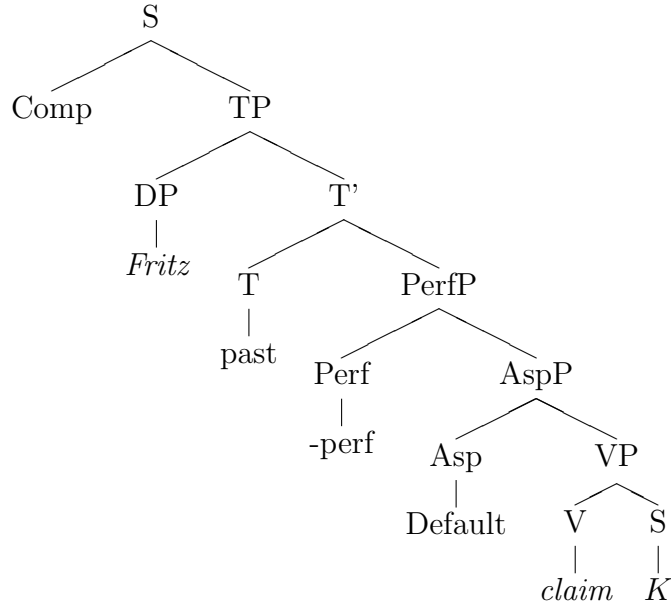 S
Comp TP
DP T'
Fritz T PerfP
past Perf AspP
-perf Asp VP
Default V S
claim K